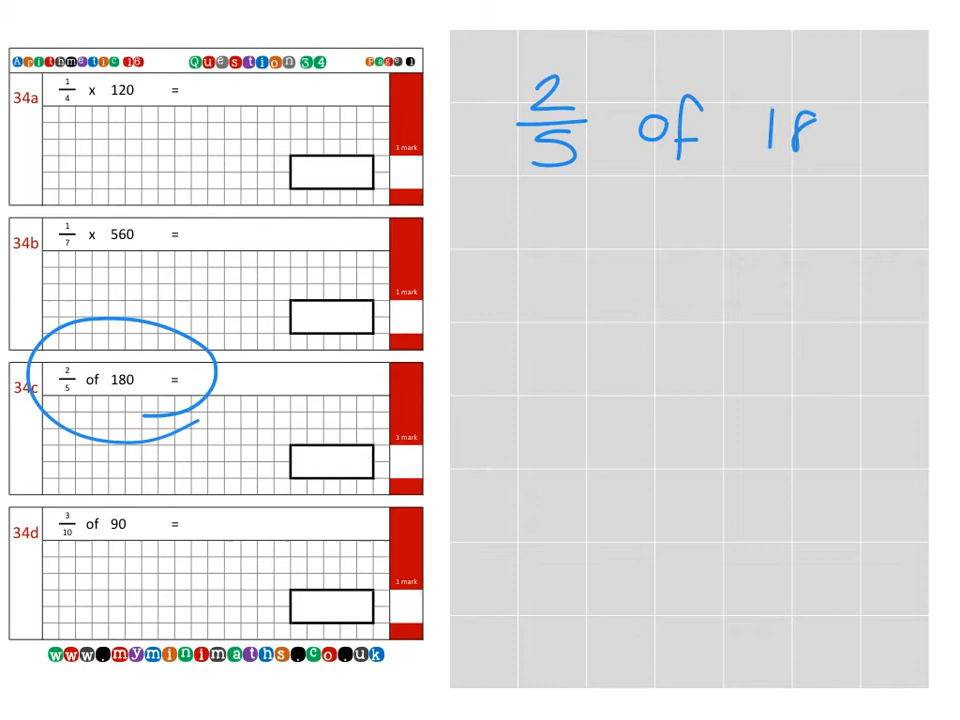 Arithmetic 18 Question 34 Page 1
34a 1/4 x 120 =
1 mark
34b 1/7 x 560 =
1 mark
34c 2/5 of 180 =
1 mark
34d 3/10 of 90 =
1 mark
www.myminimaths.co.uk
2/5 of 18